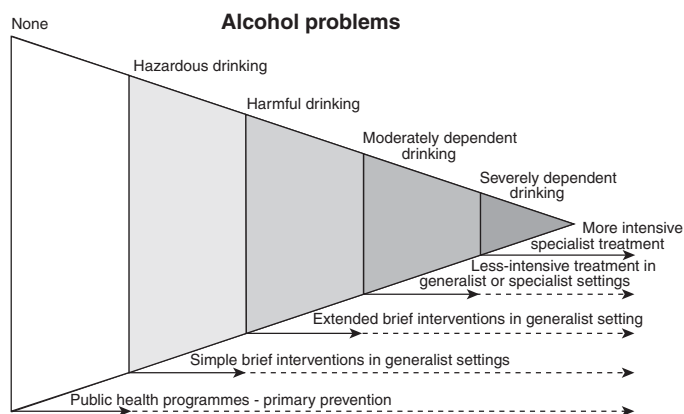 None
Alcohol problems
Hazardous drinking
Harmful drinking
Moderately dependent
drinking
Severely dependent
drinking
More intensive
specialist treatment
Less-intensive treatment in
generalist or specialist settings
Extended brief interventions in generalist setting
Simple brief interventions in generalist settings
Public health programmes - primary prevention